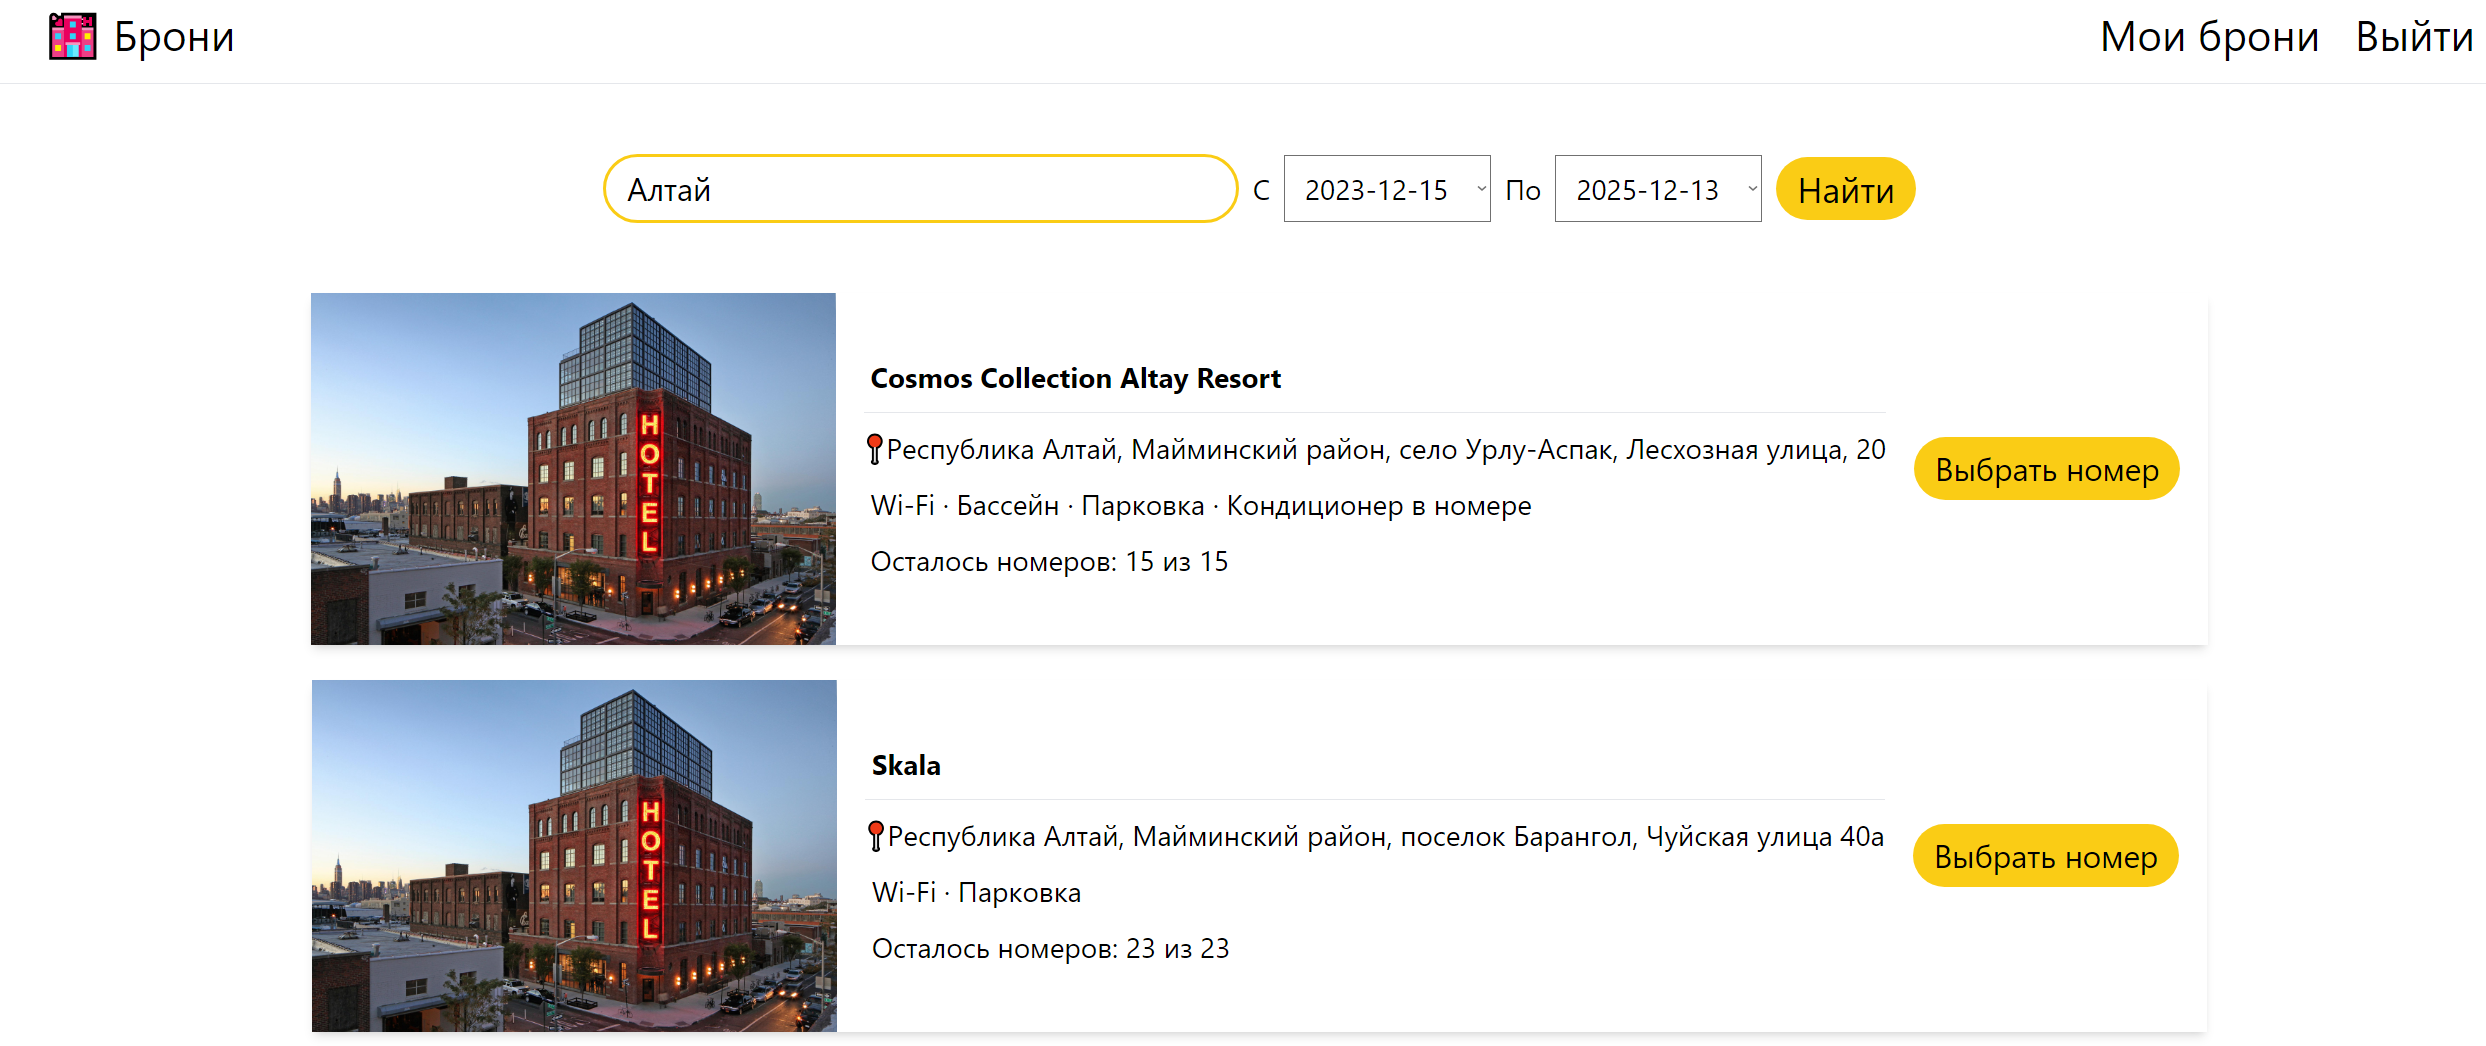 Брони
Мои брони
Выйти
Алтай
С
2023-12-15
По
2025-12-13
Найти
HOTEL
Cosmos Collection Altay Resort
Республика Алтай, Майминский район, село Урлу-Аспак, Лесхозная улица, 20
Wi-Fi · Бассейн · Парковка · Кондиционер в номере
Осталось номеров: 15 из 15
Выбрать номер
HOTEL
Skala
Республика Алтай, Майминский район, поселок Барангол, Чуйская улица 40а
Wi-Fi · Парковка
Осталось номеров: 23 из 23
Выбрать номер